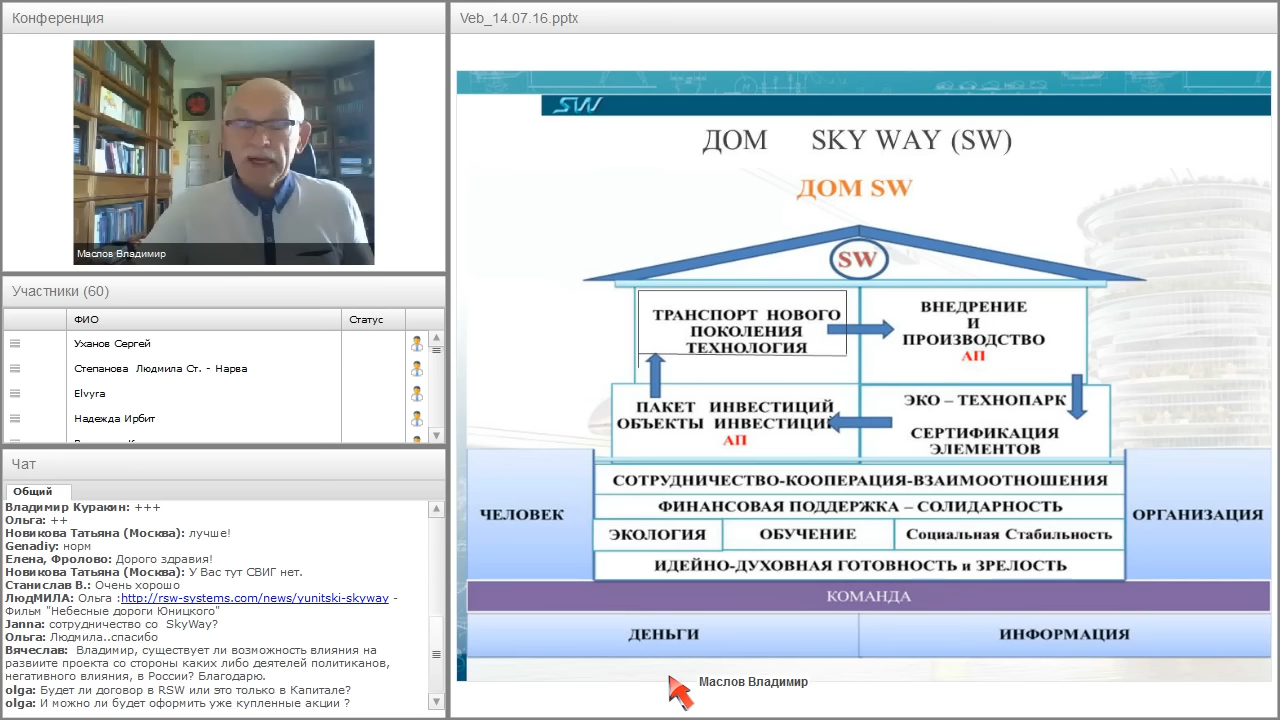 Конференция
Маслов Владимир
Участники (60)
ФИО
Статус
Уханов Сергей
Степанова Людмила Ст. - Нарва
Elvyra
Надежда Ирбит
Чат
Общий
Владимир Куракин: +++
Ольга: ++
Новикова Татьяна (Москва): лучше!
Genadiy: норм
Елена, Фролово: Дорого здравия!
Новикова Татьяна (Москва): У Вас тут СВИГ нет.
Станислав В.: Очень хорошо
ЛюдМИЛА: Ольга :http://rsw-systems.com/news/yunitski-skyway -
Фильм "Небесные дороги Юницкого"
Janna: сотрудничество со SkyWay?
Ольга: Людмила..спасибо
Вячеслав: Владимир, существует ли возможность влияния на
развиите проекта со стороны каких либо деятелей политиканов,
негативного влияния, в России? Благодарю.
olga: Будет ли договор в RSW или это только в Капитале?
olga: И можно ли будет офомить уже купленные акции ?
Veb_14.07.16.pptx
SW
ДОМ SKY WAY (SW)
ДОМ SW
SW
ТРАНСПОРТ НОВОГО
ПОКОЛЕНИЯ
ТЕХНОЛОГИЯ
ВНЕДРЕНИЕ
И
ПРОИЗВОДСТВО
АП
ПАКЕТ ИНВЕСТИЦИЙ
ОБЪЕКТЫ ИНВЕСТИЦИЙ
АП
ЭКО – ТЕХНОПАРК
СЕРТИФИКАЦИЯ
ЭЛЕМЕНТОВ
ЧЕЛОВЕК
СОТРУДНИЧЕСТВО-КООПЕРАЦИЯ-ВЗАИМООТНОШЕНИЯ
ФИНАНСОВАЯ ПОДДЕРЖКА – СОЛИДАРНОСТЬ
ЭКОЛОГИЯ
ОБУЧЕНИЕ
Социальная Стабильность
ИДЕЙНО-ДУХОВНАЯ ГОТОВНОСТЬ и ЗРЕЛОСТЬ
ОРГАНИЗАЦИЯ
КОМАНДА
ДЕНЬГИ
ИНФОРМАЦИЯ
Маслов Владимир